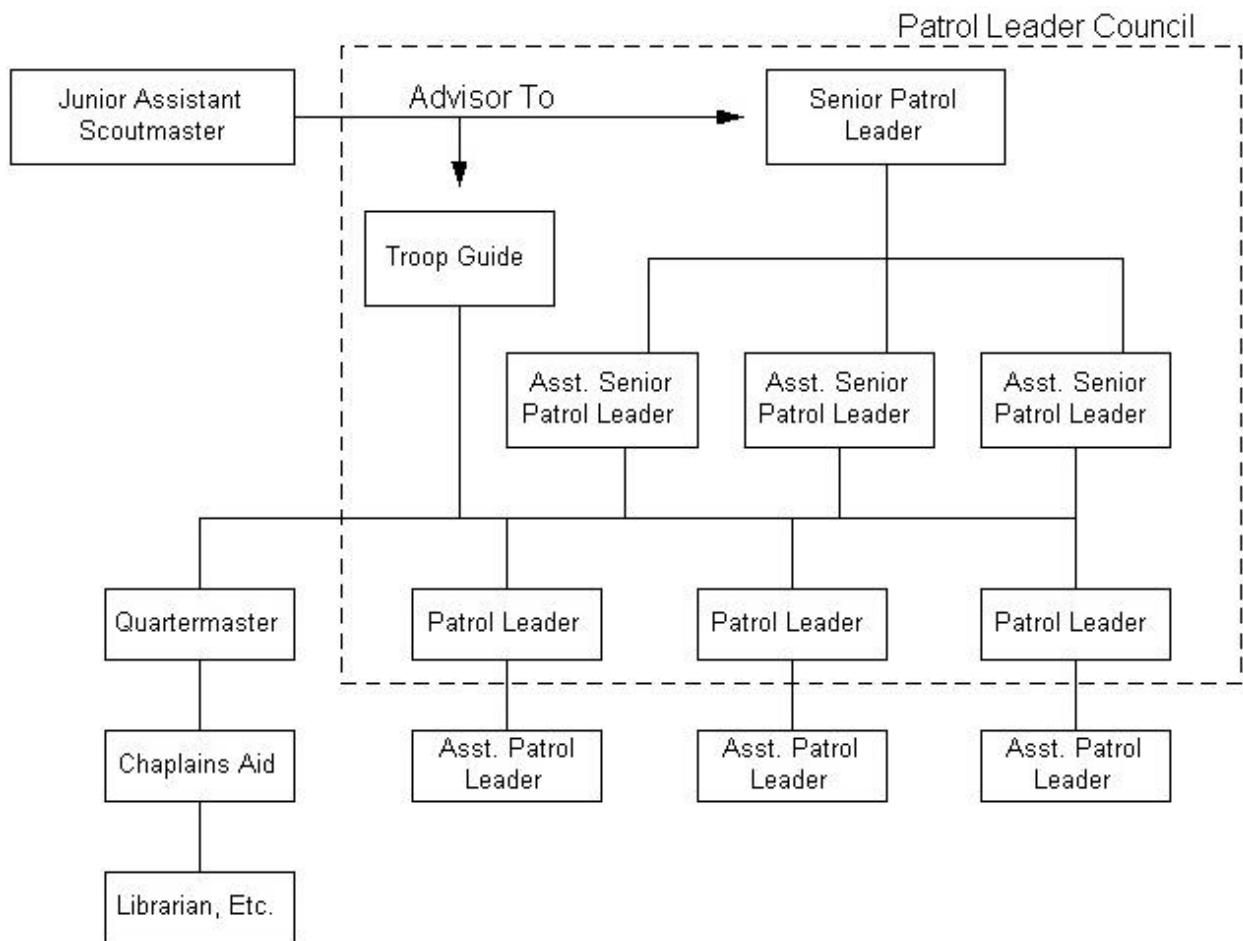 Patrol Leader Council
Junior Assistant
Scoutmaster
Advisor To
Senior Patrol
Leader
Troop Guide
Asst. Senior
Patrol Leader
Asst. Senior
Patrol Leader
Asst. Senior
Patrol Leader
Quartermaster
Patrol Leader
Patrol Leader
Patrol Leader
Chaplains Aid
Asst. Patrol
Leader
Asst. Patrol
Leader
Asst. Patrol
Leader
Librarian, Etc.